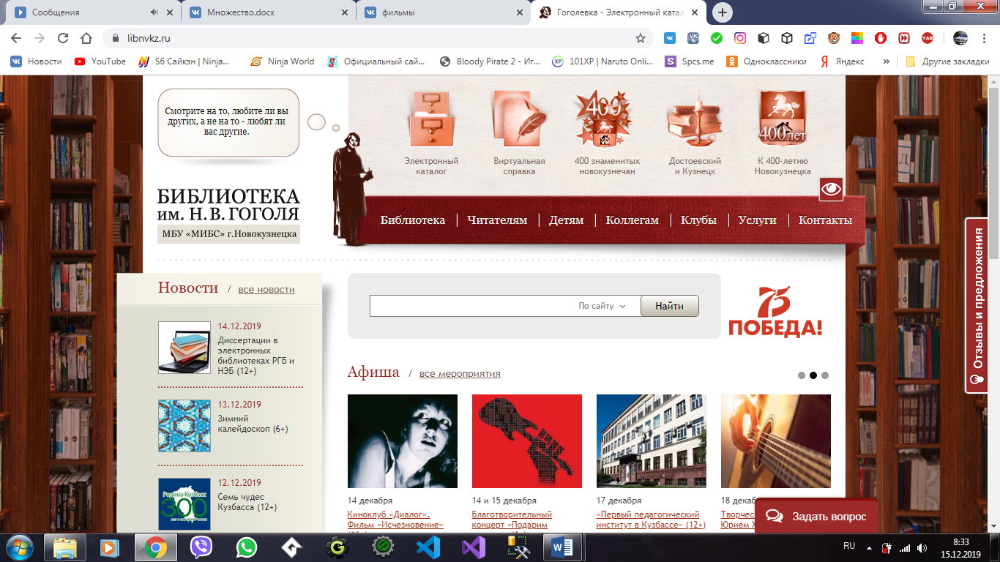 Сообщения
Множество.docx
фильмы
Гоголевка - Электронный катал
libnvkz.ru
Новости
YouTube
S6 Сайкэн | Ninja...
Ninja World
Официальный сай...
Bloody Pirate 2 - Иг...
101XP | Naruto Onli...
Spcs.me
Одноклассники
Яндекс
»
Другие закладки
Смотрите на то, любите ли вы
других, а не на то - любят ли
вас другие.
400
400лет
Электронный
каталог
Виртуальная
справка
400 знаменитых
новокузнечан
Достоевский
и Кузнецк
К 400-летию
Новокузнецка
БИБЛИОТЕКА
им. Н. В. ГОГОЛЯ
МБУ «МИБС» г.Новокузнецка
Библиотека
Читателям
Детям
Коллегам
Клубы
Услуги
Контакты
Отзывы и предложения
Новости / все новости
14.12.2019
Диссертации в
электронных
библиотеках РГБ и
НЭБ (12+)
13.12.2019
Зимний
калейдоскоп (6+)
12.12.2019
Семь чудес
Кузбасса (12+)
Родина Кузбасс
300
По сайту
Найти
75
ПОБЕДА!
Афиша / все мероприятия
14 декабря
Киноклуб «Диалог».
Фильм «Исчезновение»
14 и 15 декабря
Благотворительный
концерт «Подарим
17 декабря
«Первый педагогический
институт в Кузбассе» (12+)
18 дека
Творчес
Юрием
Задать вопрос
RU
8:33
15.12.2019